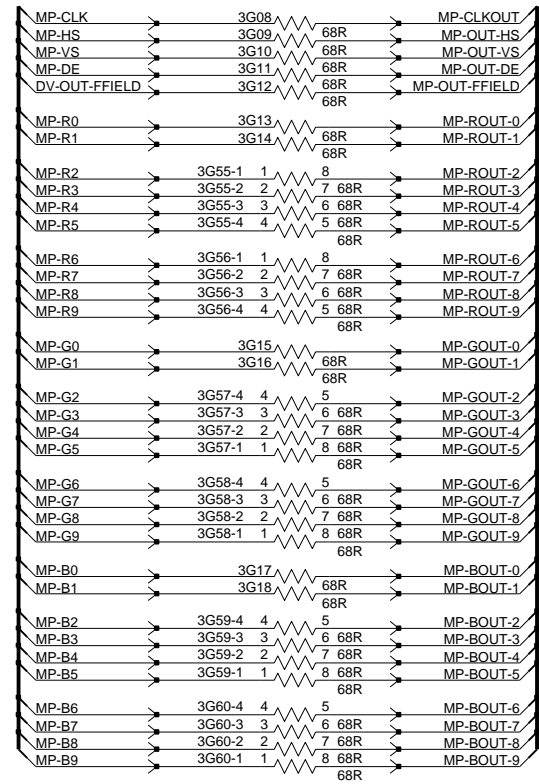 MP-CLK 3G08 MP-CLKOUT
MP-HS 3G09 68R MP-OUT-HS
MP-VS 3G10 68R MP-OUT-VS
MP-DE 3G11 68R MP-OUT-DE
DV-OUT-FFIELD 3G12 68R MP-OUT-FFIELD
68R
MP-R0 3G13 MP-ROUT-0
MP-R1 3G14 68R MP-ROUT-1
68R
MP-R2 3G55-1 1 8 MP-ROUT-2
MP-R3 3G55-2 2 7 68R MP-ROUT-3
MP-R4 3G55-3 3 6 68R MP-ROUT-4
MP-R5 3G55-4 4 5 68R MP-ROUT-5
68R
MP-R6 3G56-1 1 8 MP-ROUT-6
MP-R7 3G56-2 2 7 68R MP-ROUT-7
MP-R8 3G56-3 3 6 68R MP-ROUT-8
MP-R9 3G56-4 4 5 68R MP-ROUT-9
68R
MP-G0 3G15 MP-GOUT-0
MP-G1 3G16 68R MP-GOUT-1
68R
MP-G2 3G57-4 4 5 MP-GOUT-2
MP-G3 3G57-3 3 6 68R MP-GOUT-3
MP-G4 3G57-2 2 7 68R MP-GOUT-4
MP-G5 3G57-1 1 8 68R MP-GOUT-5
68R
MP-G6 3G58-4 4 5 MP-GOUT-6
MP-G7 3G58-3 3 6 68R MP-GOUT-7
MP-G8 3G58-2 2 7 68R MP-GOUT-8
MP-G9 3G58-1 1 8 68R MP-GOUT-9
68R
MP-B0 3G17 MP-BOUT-0
MP-B1 3G18 68R MP-BOUT-1
68R
MP-B2 3G59-4 4 5 MP-BOUT-2
MP-B3 3G59-3 3 6 68R MP-BOUT-3
MP-B4 3G59-2 2 7 68R MP-BOUT-4
MP-B5 3G59-1 1 8 68R MP-BOUT-5
68R
MP-B6 3G60-4 4 5 MP-BOUT-6
MP-B7 3G60-3 3 6 68R MP-BOUT-7
MP-B8 3G60-2 2 7 68R MP-BOUT-8
MP-B9 3G60-1 1 8 68R MP-BOUT-9
68R